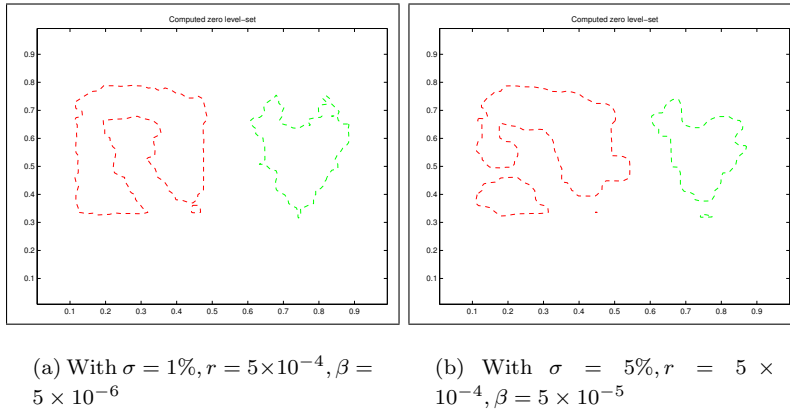 Computed zero level-set
0.9
0.8
0.7
0.6
0.5
0.4
0.3
0.2
0.1
0.1 0.2 0.3 0.4 0.5 0.6 0.7 0.8 0.9
Computed zero level-set
0.9
0.8
0.7
0.6
0.5
0.4
0.3
0.2
0.1
0.1 0.2 0.3 0.4 0.5 0.6 0.7 0.8 0.9
(a) With σ = 1%, r = 5×10⁻⁴, β =
5 × 10⁻⁶
(b) With σ = 5%, r = 5 ×
10⁻⁴, β = 5 × 10⁻⁵